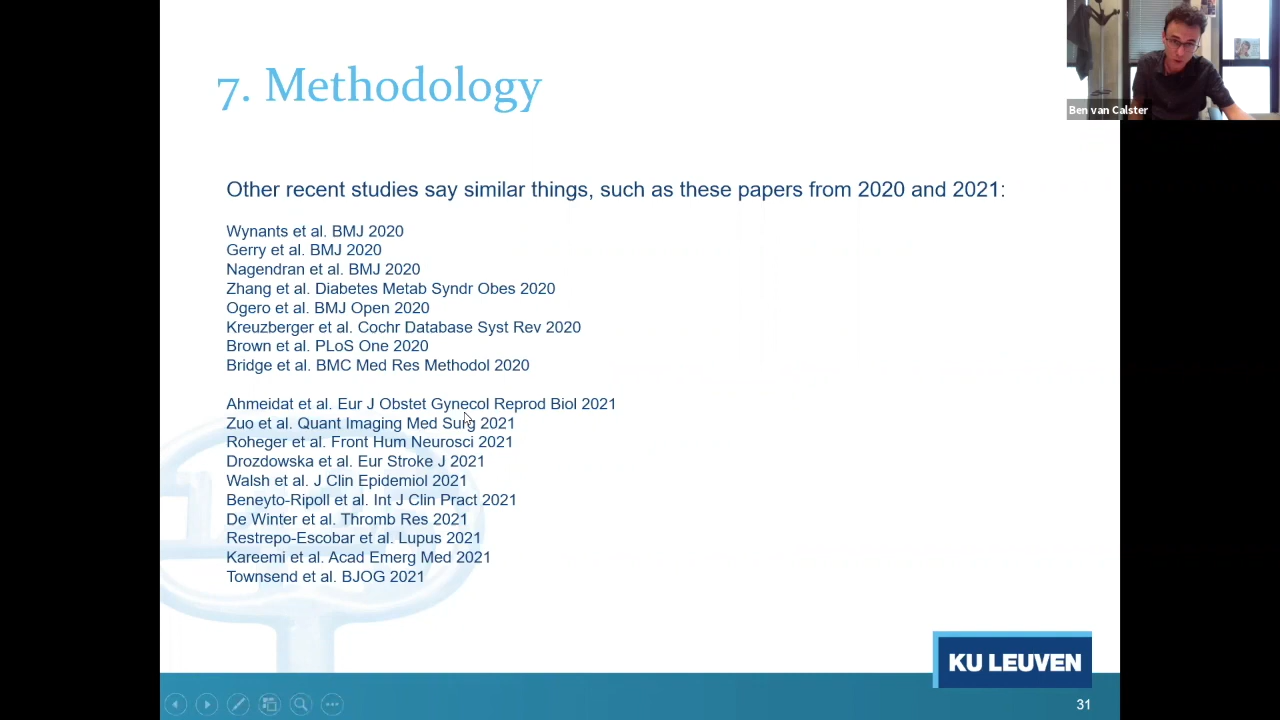 7. Methodology
Ben van Calster
Other recent studies say similar things, such as these papers from 2020 and 2021:
Wynants et al. BMJ 2020
Gerry et al. BMJ 2020
Nagendran et al. BMJ 2020
Zhang et al. Diabetes Metab Syndr Obes 2020
Ogero et al. BMJ Open 2020
Kreuzberger et al. Cochr Database Syst Rev 2020
Brown et al. PLoS One 2020
Bridge et al. BMC Med Res Methodol 2020
Ahmeidat et al. Eur J Obstet Gynecol Reprod Biol 2021
Zuo et al. Quant Imaging Med Surg 2021
Roheger et al. Front Hum Neurosci 2021
Drozdowska et al. Eur Stroke J 2021
Walsh et al. J Clin Epidemiol 2021
Beneyto-Ripoll et al. Int J Clin Pract 2021
De Winter et al. Thromb Res 2021
Restrepo-Escobar et al. Lupus 2021
Kareemi et al. Acad Emerg Med 2021
Townsend et al. BJOG 2021
KU LEUVEN
31